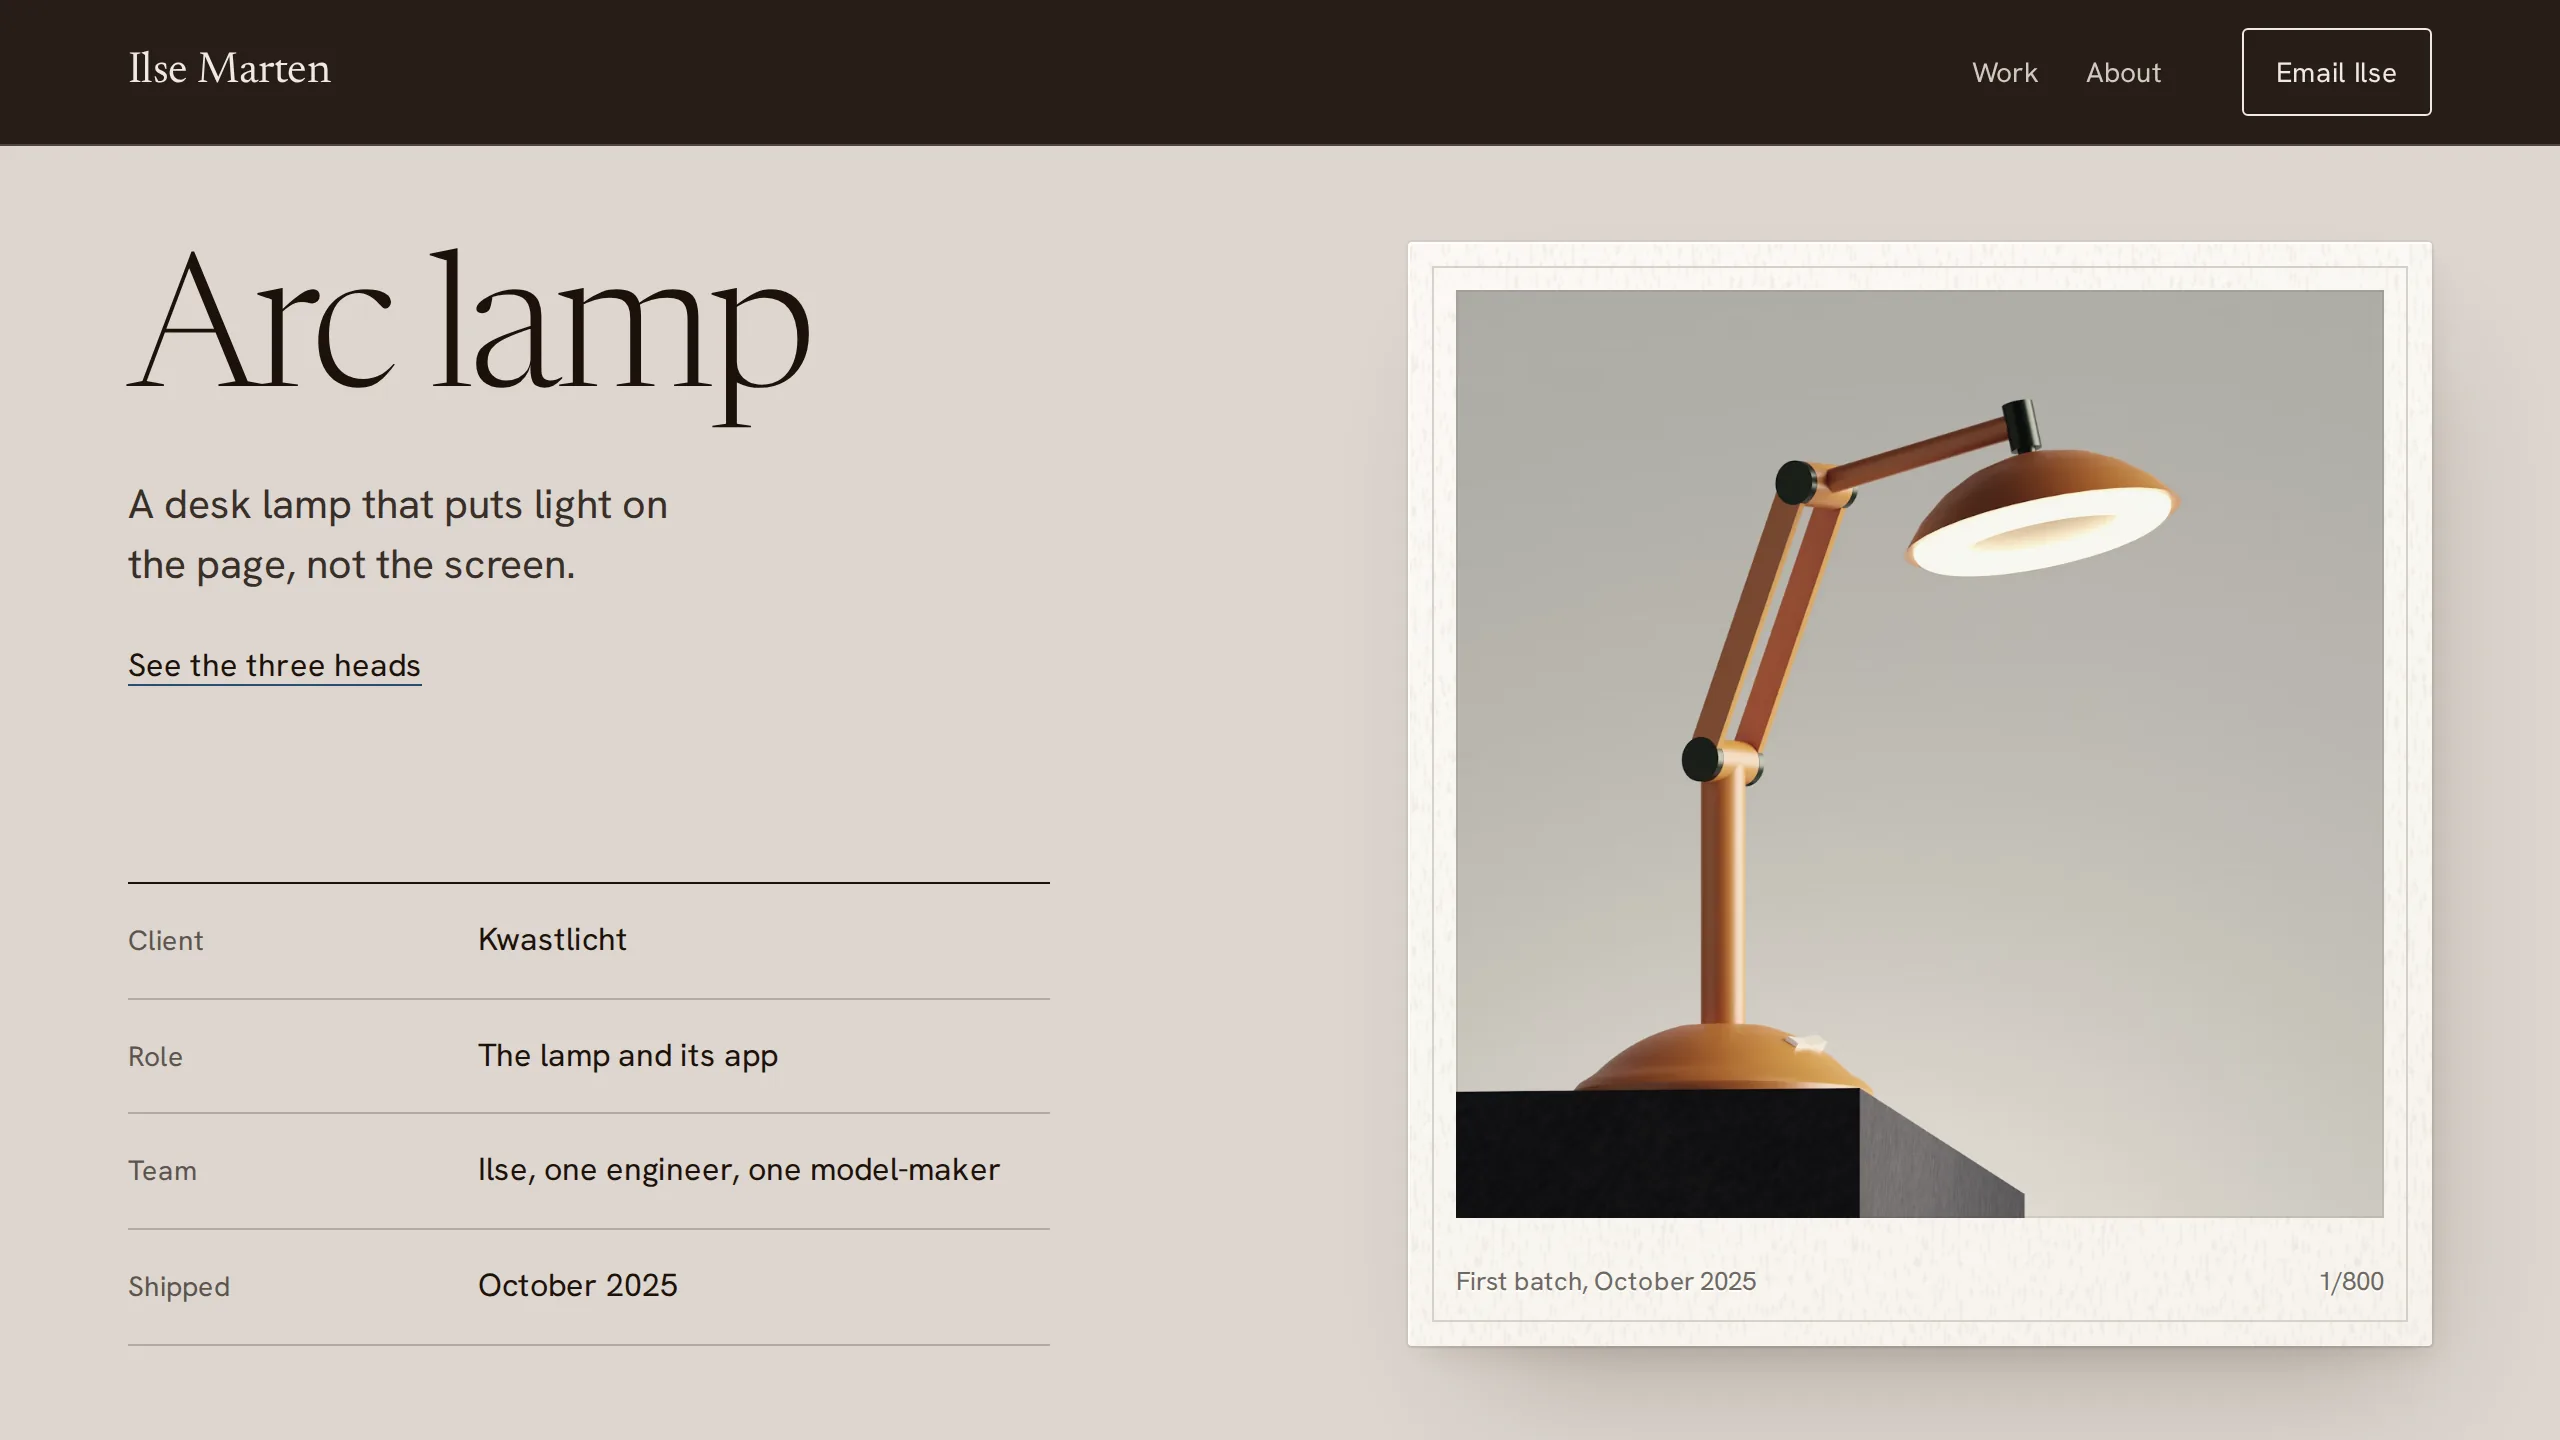 Ilse Marten
Work
About
Email Ilse
Arc lamp
A desk lamp that puts light on
the page, not the screen.
See the three heads
Client
Kwastlicht
Role
The lamp and its app
Team
Ilse, one engineer, one model-maker
Shipped
October 2025
First batch, October 2025
1/800